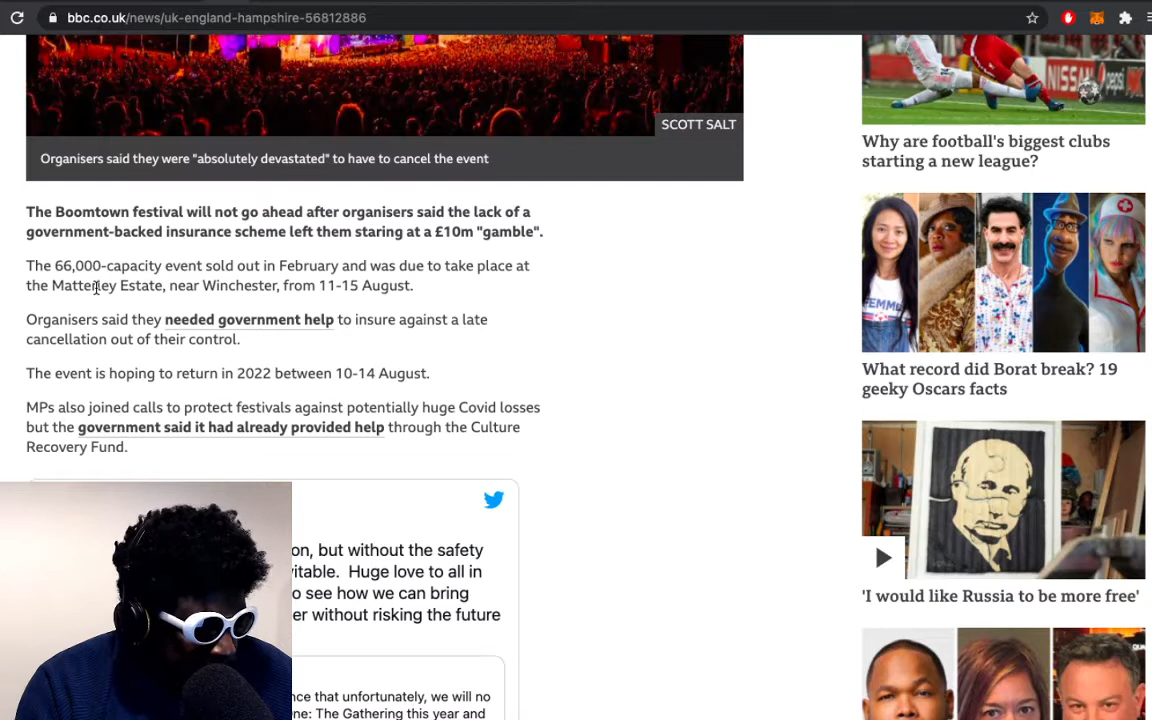 bbc.co.uk/news/uk-england-hampshire-56812886
SCOTT SALT
Organisers said they were "absolutely devastated" to have to cancel the event
The Boomtown festival will not go ahead after organisers said the lack of a
government-backed insurance scheme left them staring at a £10m "gamble".
The 66,000-capacity event sold out in February and was due to take place at
the Matterley Estate, near Winchester, from 11-15 August.
Organisers said they needed government help to insure against a late
cancellation out of their control.
The event is hoping to return in 2022 between 10-14 August.
MPs also joined calls to protect festivals against potentially huge Covid losses
but the government said it had already provided help through the Culture
Recovery Fund.
on, but without the safety
vitable. Huge love to all in
o see how we can bring
er without risking the future
nce that unfortunately, we will no
ne: The Gathering this year and
NISSAN
Why are football's biggest clubs
starting a new league?
FEMME
What record did Borat break? 19
geeky Oscars facts
'I would like Russia to be more free'